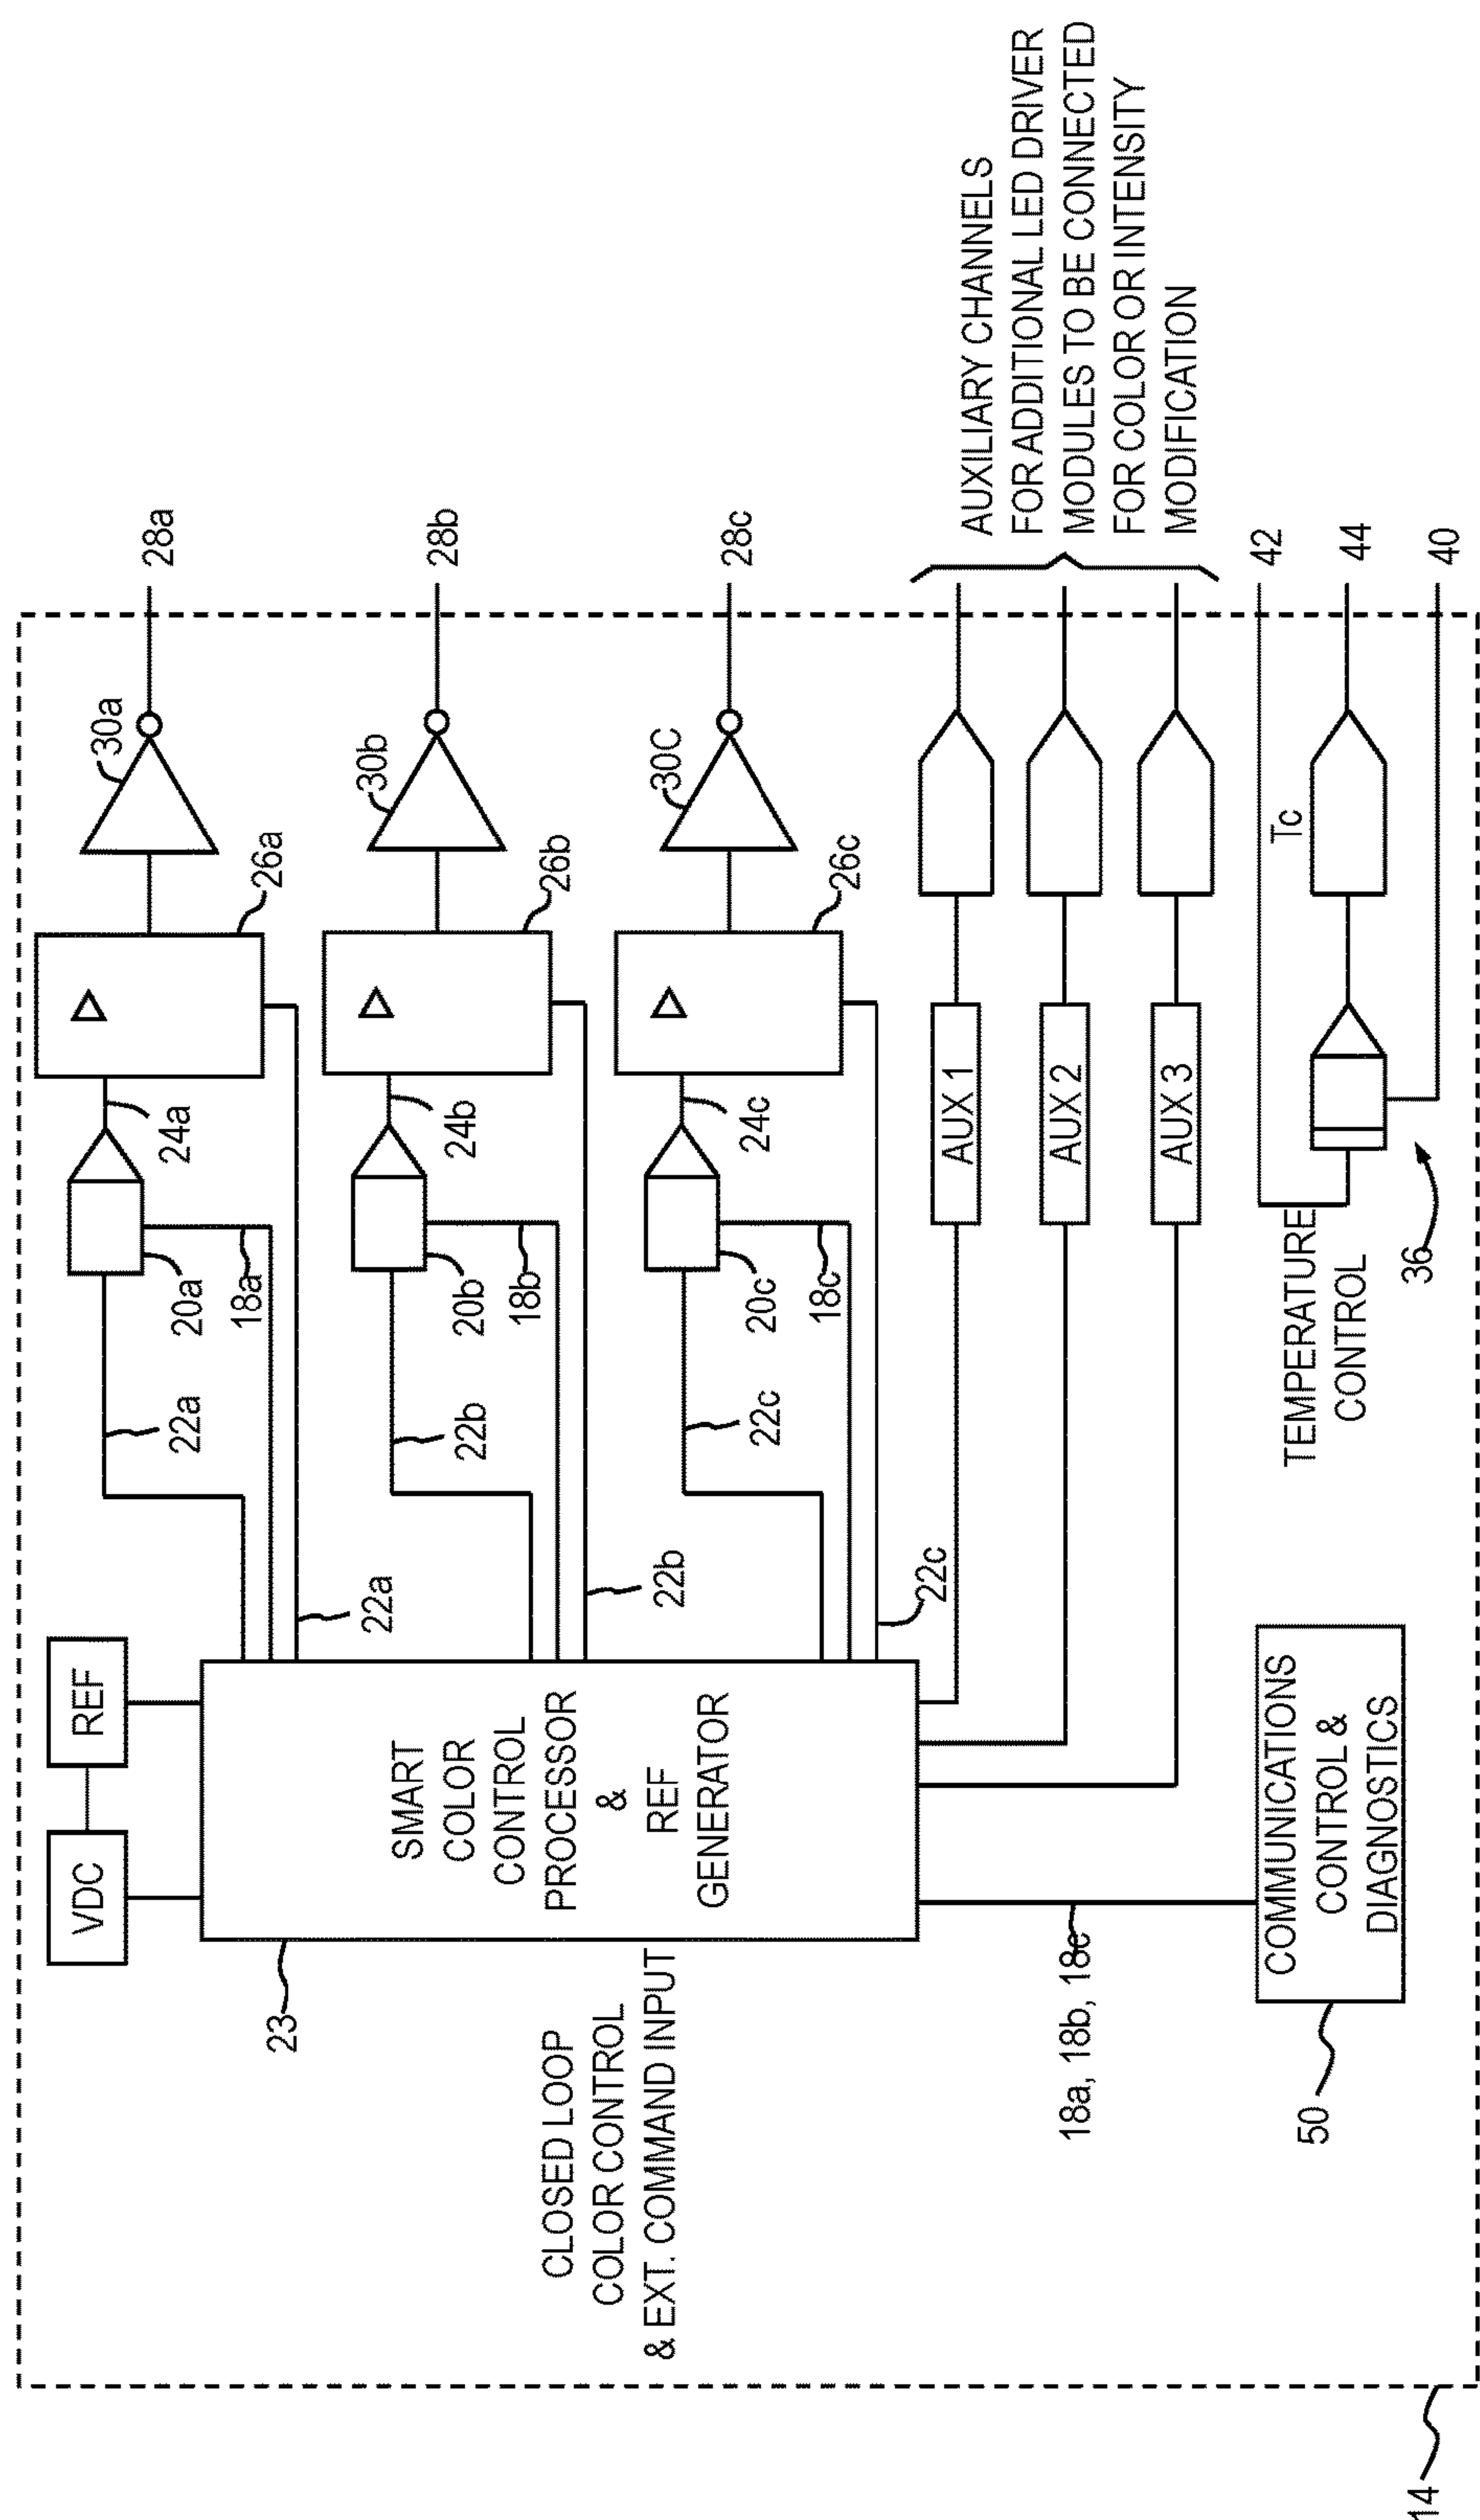 28a
28b
28c
AUXILIARY CHANNELS
FOR ADDITIONAL LED DRIVER
MODULES TO BE CONNECTED
FOR COLOR OR INTENSITY
MODIFICATION
42
44
40
30a
30b
30C
26a
26b
26c
Tc
24a
24b
24c
AUX 1
AUX 2
AUX 3
20a
18a
20b
18b
20c
18c
TEMPERATURE
CONTROL
36
22a
22b
22c
22a
22b
22c
REF
VDC
SMART
COLOR
CONTROL
PROCESSOR
&
REF
GENERATOR
COMMUNICATIONS
CONTROL &
DIAGNOSTICS
23
CLOSED LOOP
COLOR CONTROL
& EXT. COMMAND INPUT
18a, 18b, 18c
50
14